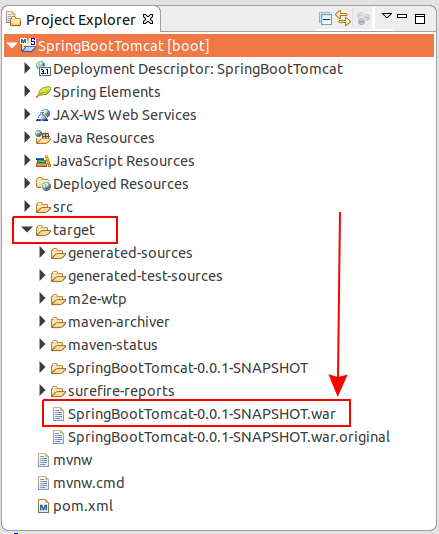 Project Explorer
SpringBootTomcat [boot]
Deployment Descriptor: SpringBootTomcat
Spring Elements
JAX-WS Web Services
Java Resources
JavaScript Resources
Deployed Resources
src
target
generated-sources
generated-test-sources
m2e-wtp
maven-archiver
maven-status
SpringBootTomcat-0.0.1-SNAPSHOT
surefire-reports
SpringBootTomcat-0.0.1-SNAPSHOT.war
SpringBootTomcat-0.0.1-SNAPSHOT.war.original
mvnw
mvnw.cmd
pom.xml